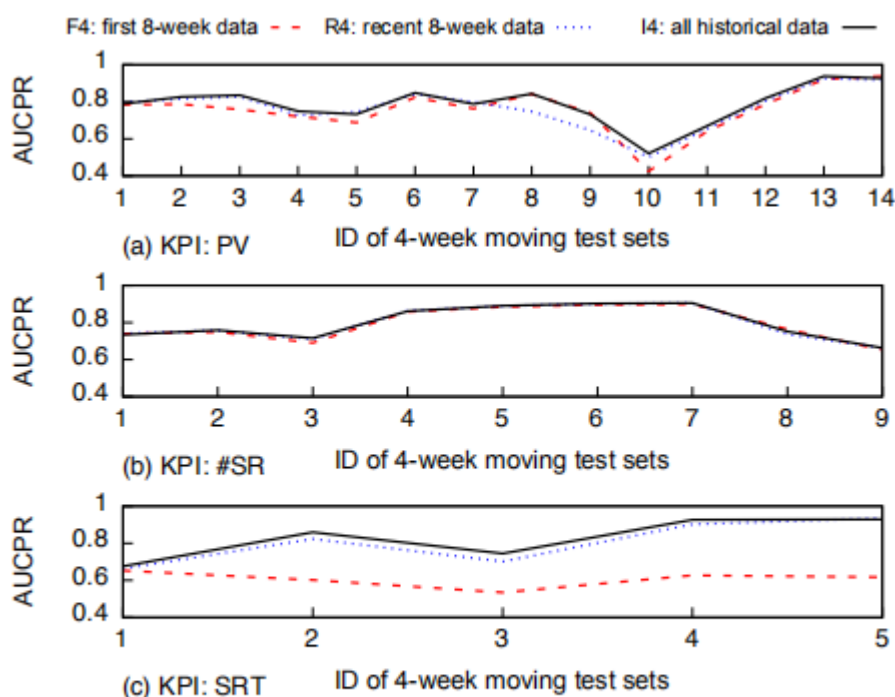 F4: first 8-week data R4: recent 8-week data I4: all historical data
AUCPR
1
0.8
0.6
0.4
1 2 3 4 5 6 7 8 9 10 11 12 13 14
(a) KPI: PV ID of 4-week moving test sets
AUCPR
1
0.8
0.6
0.4
1 2 3 4 5 6 7 8 9
(b) KPI: #SR ID of 4-week moving test sets
AUCPR
1
0.8
0.6
0.4
1 2 3 4 5
(c) KPI: SRT ID of 4-week moving test sets